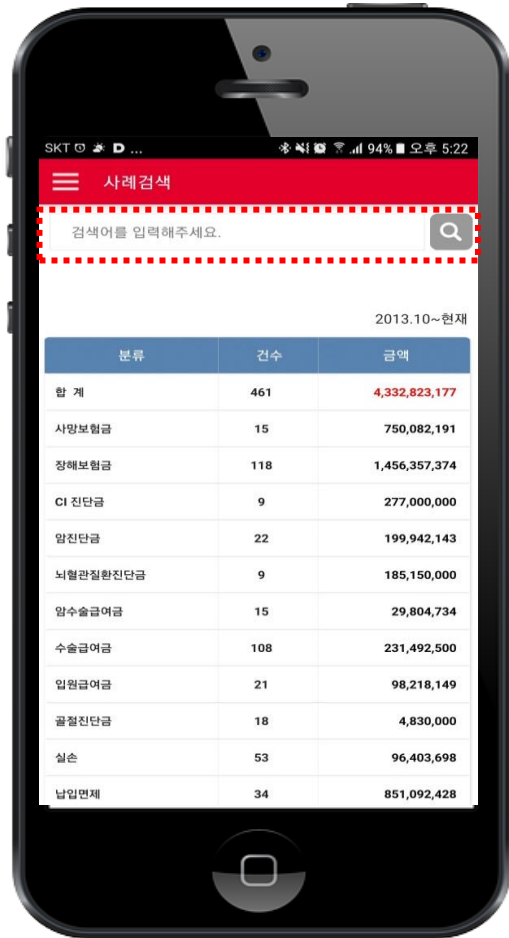 SKT D ... 94% 오후 5:22
사례검색
검색어를 입력해주세요.
2013.10~현재
분류 건수 금액
합 계 461 4,332,823,177
사망보험금 15 750,082,191
장해보험금 118 1,456,357,374
CI 진단금 9 277,000,000
암진단금 22 199,942,143
뇌혈관질환진단금 9 185,150,000
암수술급여금 15 29,804,734
수술급여금 108 231,492,500
입원급여금 21 98,218,149
골절진단금 18 4,830,000
실손 53 96,403,698
납입면제 34 851,092,428